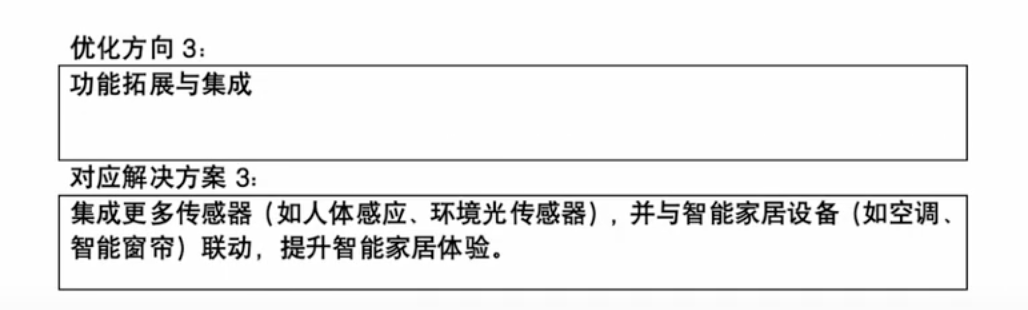 优化方向 3：
功能拓展与集成
对应解决方案 3：
集成更多传感器（如人体感应、环境光传感器），并与智能家居设备（如空调、
智能窗帘）联动，提升智能家居体验。